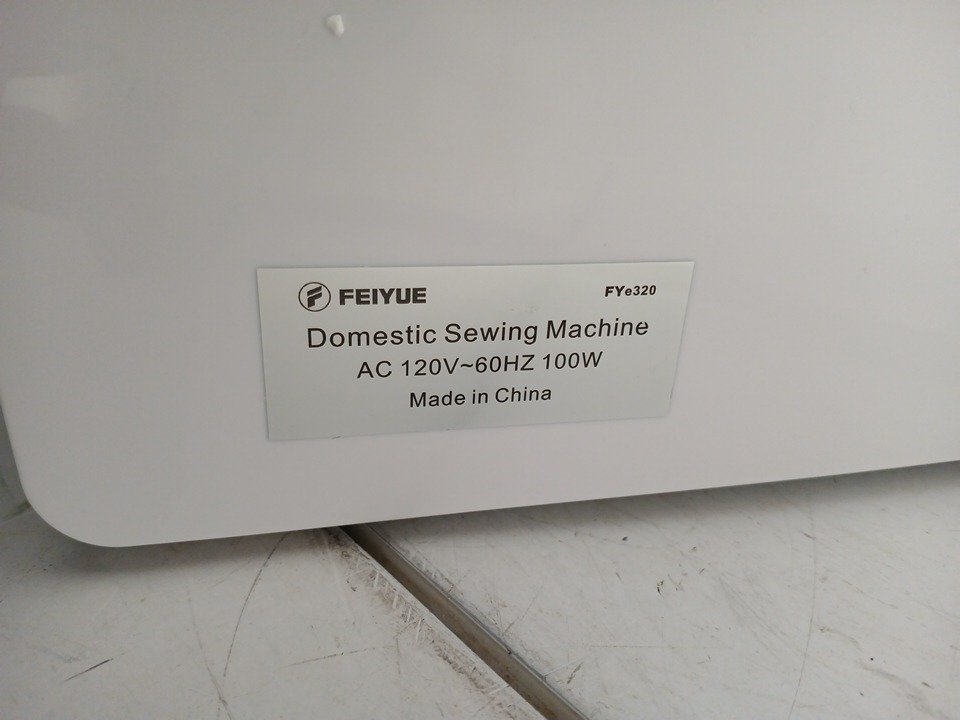 FEIYUE FYe320
Domestic Sewing Machine
AC 120V~60HZ 100W
Made in China